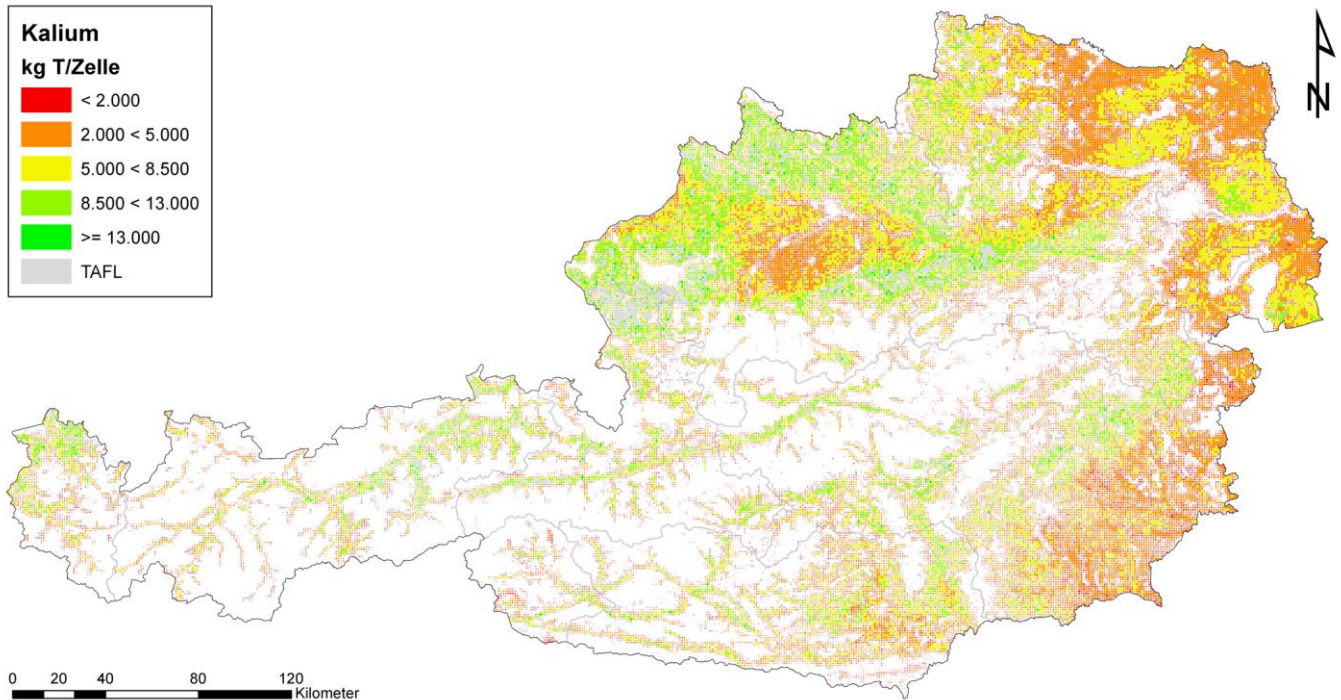 Kalium
kg T/Zelle
< 2.000
2.000 < 5.000
5.000 < 8.500
8.500 < 13.000
>= 13.000
TAFL
N
0 20 40 80 120
Kilometer